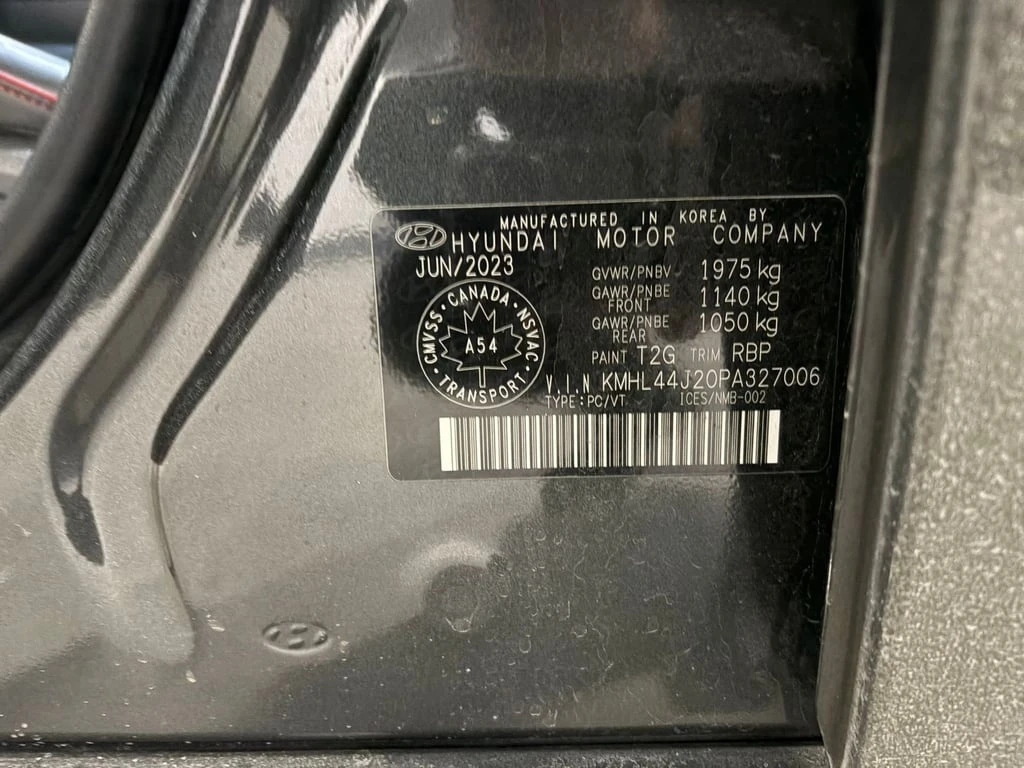 MANUFACTURED IN KOREA BY
HYUNDAI MOTOR COMPANY
JUN/2023
GVWR/PNBV 1975 kg
GAWR/PNBE FRONT 1140 kg
GAWR/PNBE REAR 1050 kg
PAINT T2G TRIM RBP
CMVSS · CANADA · NSVAC · TRANSPORT ·
A54
V.I.N KMHL44J20PA327006
TYPE:PC/VT ICES/NMB-002